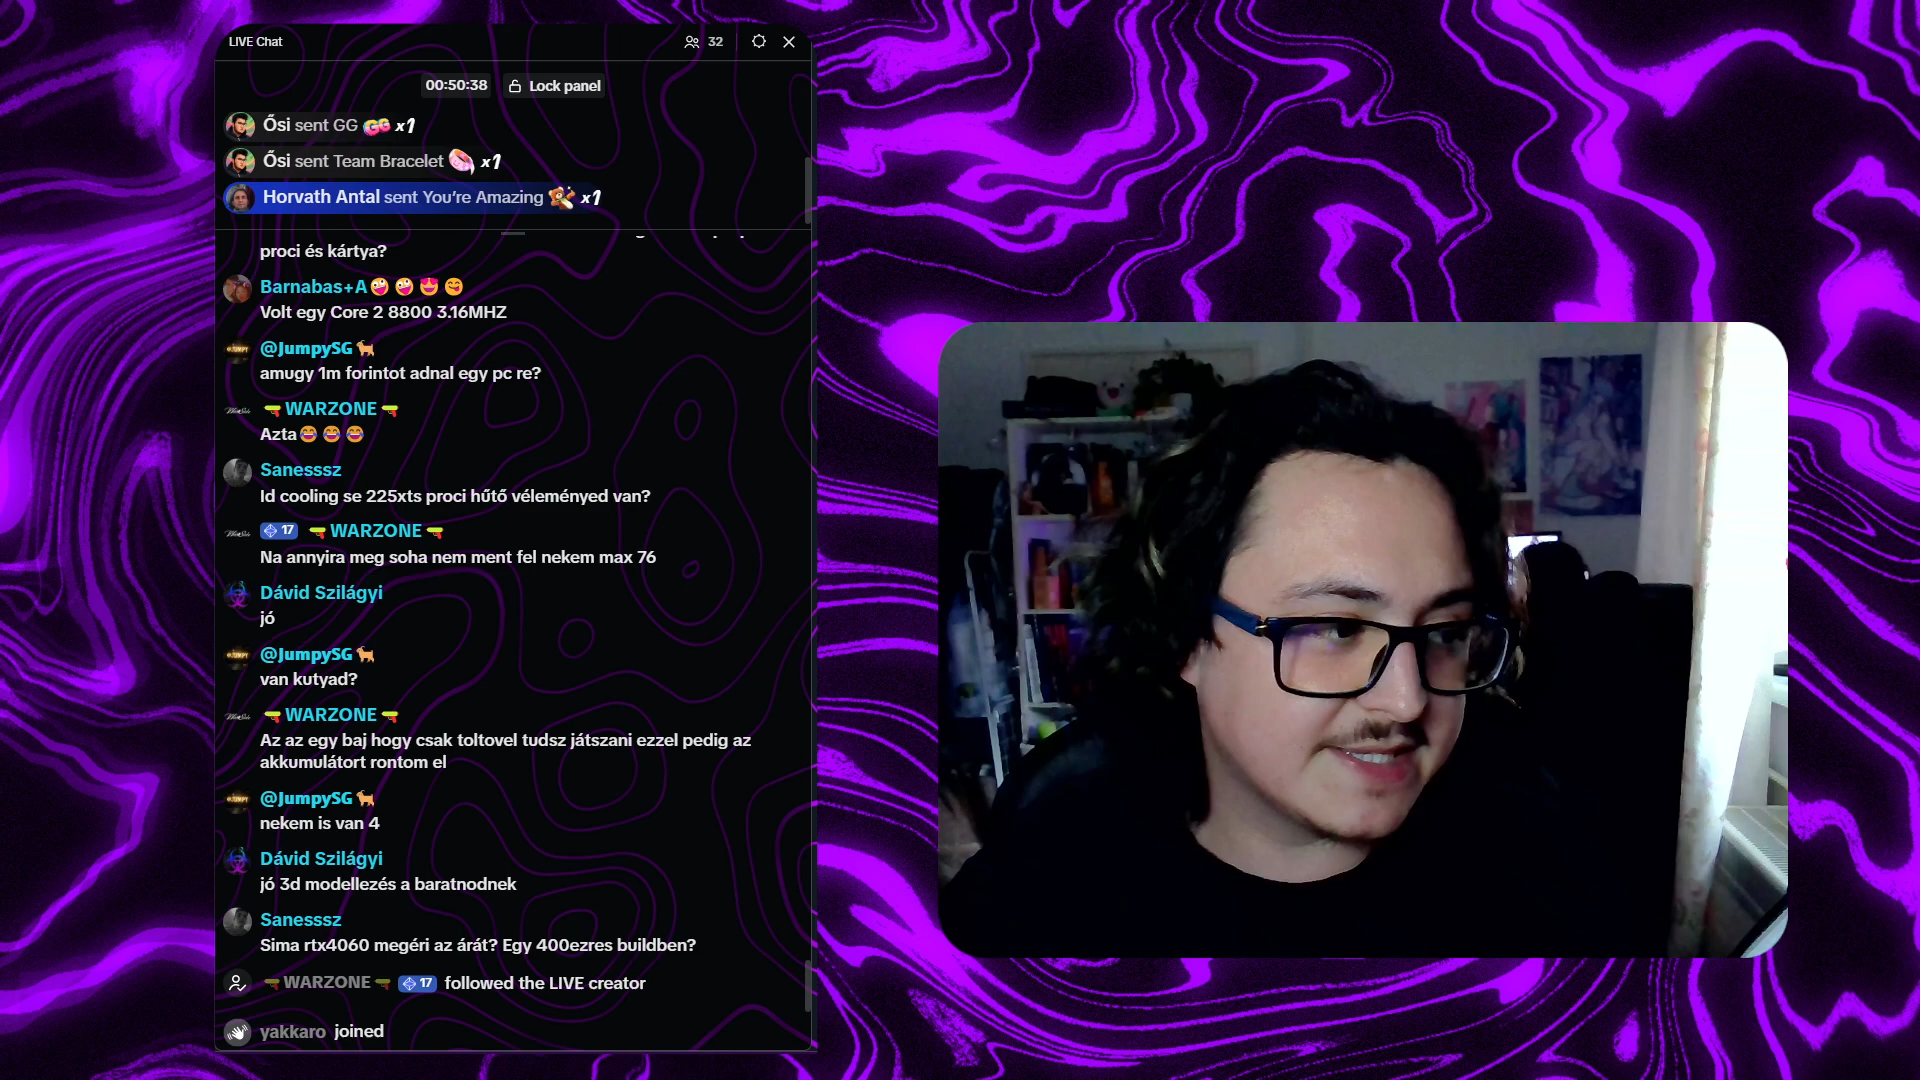 LIVE Chat
32
00:50:38
Lock panel
Ősi sent GG x1
Ősi sent Team Bracelet x1
Horvath Antal sent You're Amazing x1
proci és kártya?
Barnabas+A🤪🤪😍😋
Volt egy Core 2 8800 3.16MHZ
@JumpySG🐕
amugy 1m forintot adnal egy pc re?
🔫WARZONE🔫
Azta😂😂😂
Sanesssz
Id cooling se 225xts proci hűtő véleményed van?
17 🔫WARZONE🔫
Na annyira meg soha nem ment fel nekem max 76
Dávid Szilágyi
jó
@JumpySG🐕
van kutyad?
🔫WARZONE🔫
Az az egy baj hogy csak toltovel tudsz játszani ezzel pedig az
akkumulátort rontom el
@JumpySG🐕
nekem is van 4
Dávid Szilágyi
jó 3d modellezés a baratnodnek
Sanesssz
Sima rtx4060 megéri az árát? Egy 400ezres buildben?
🔫WARZONE🔫 17 followed the LIVE creator
yakkaro joined